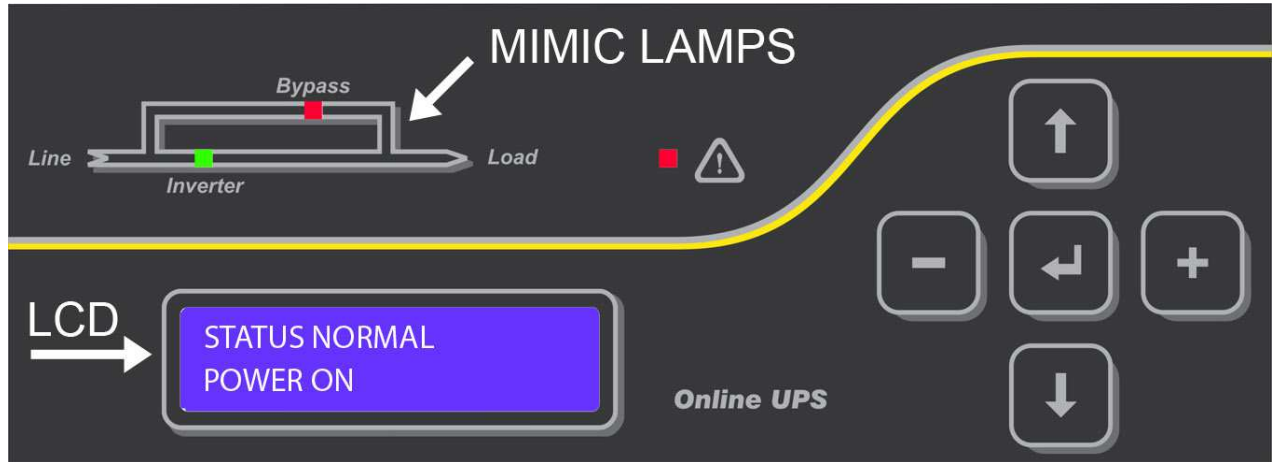 MIMIC LAMPS
Bypass
Line
Load
Inverter
LCD
STATUS NORMAL
POWER ON
Online UPS